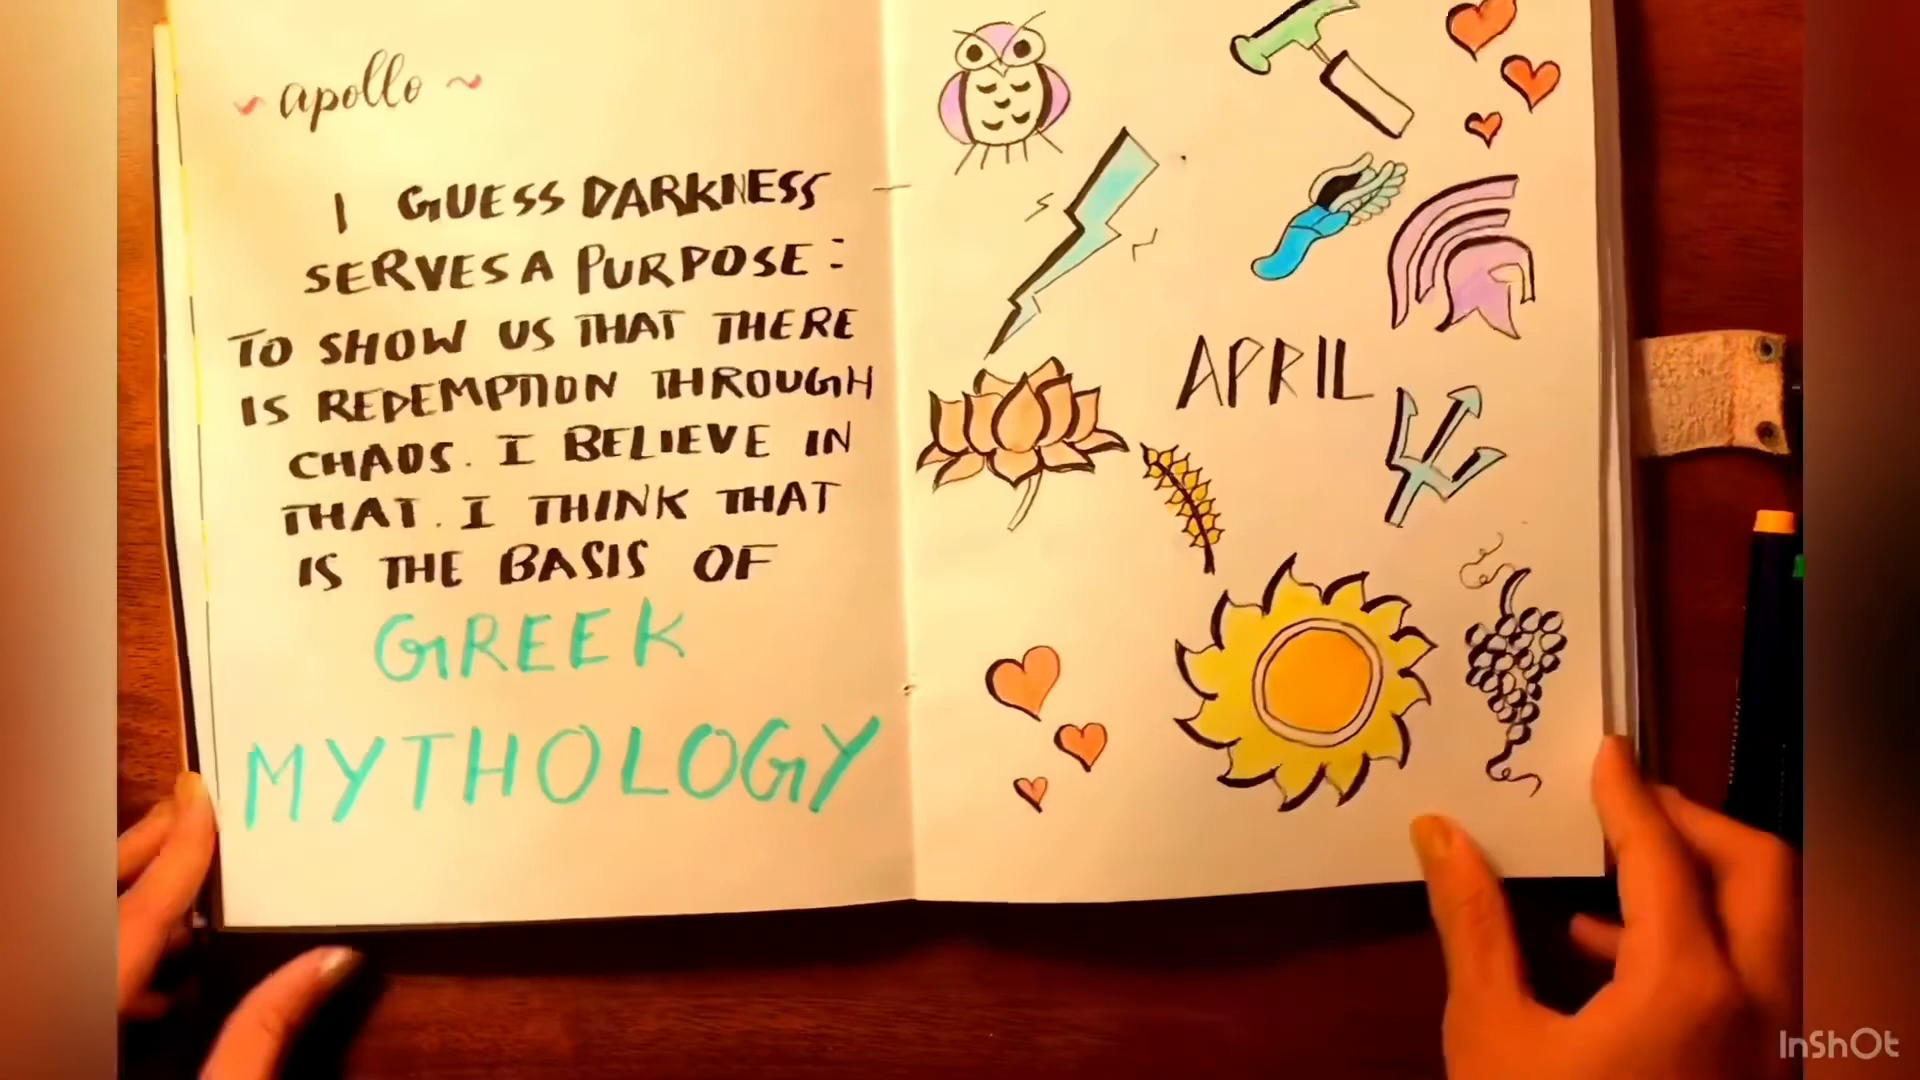 ~ apollo ~
I GUESS DARKNESS
SERVES A PURPOSE:
TO SHOW US THAT THERE
IS REDEMPTION THROUGH
CHAOS. I BELIEVE IN
THAT. I THINK THAT
IS THE BASIS OF
GREEK
MYTHOLOGY
APRIL
InShOt